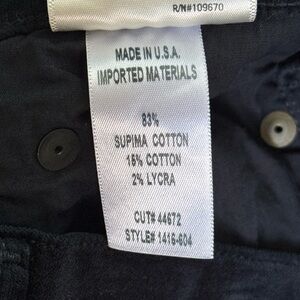 R/N#109670
MADE IN U.S.A.
IMPORTED MATERIALS
83%
SUPIMA COTTON
15% COTTON
2% LYCRA
CUT# 44672
STYLE# 1416-604